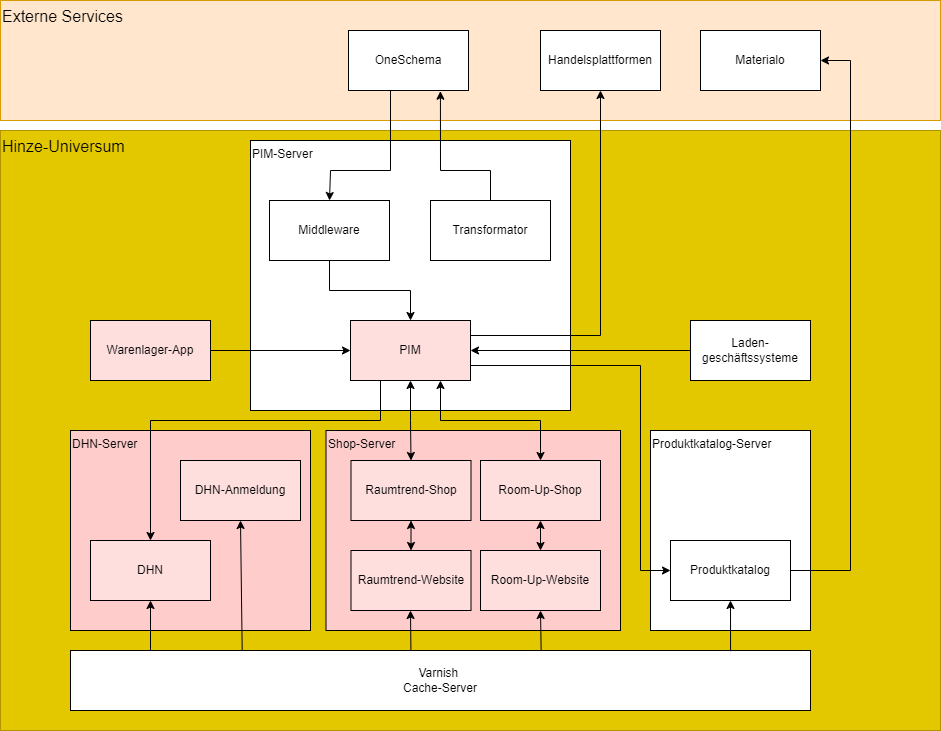 Externe Services
OneSchema
Handelsplattformen
Materialo
Hinze-Universum
PIM-Server
Middleware
Transformator
Warenlager-App
PIM
Laden-
geschäftssysteme
DHN-Server
Shop-Server
Produktkatalog-Server
DHN-Anmeldung
Raumtrend-Shop
Room-Up-Shop
DHN
Raumtrend-Website
Room-Up-Website
Produktkatalog
Varnish
Cache-Server